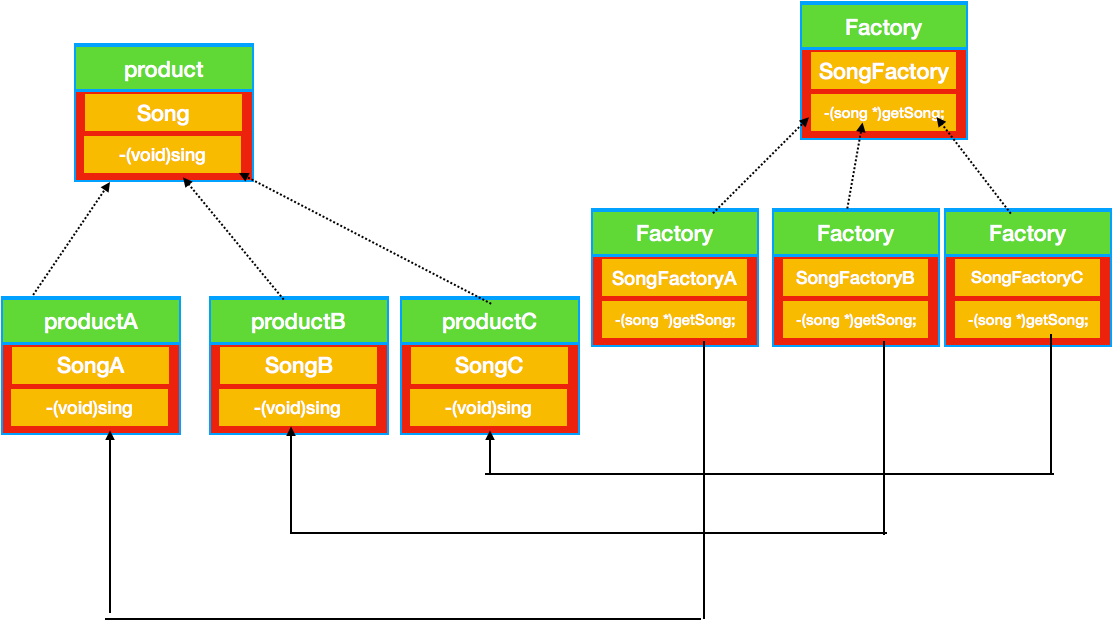 product
Song
-(void)sing
Factory
SongFactory
-(song *)getSong;
productA
SongA
-(void)sing
productB
SongB
-(void)sing
productC
SongC
-(void)sing
Factory
SongFactoryA
-(song *)getSong;
Factory
SongFactoryB
-(song *)getSong;
Factory
SongFactoryC
-(song *)getSong;